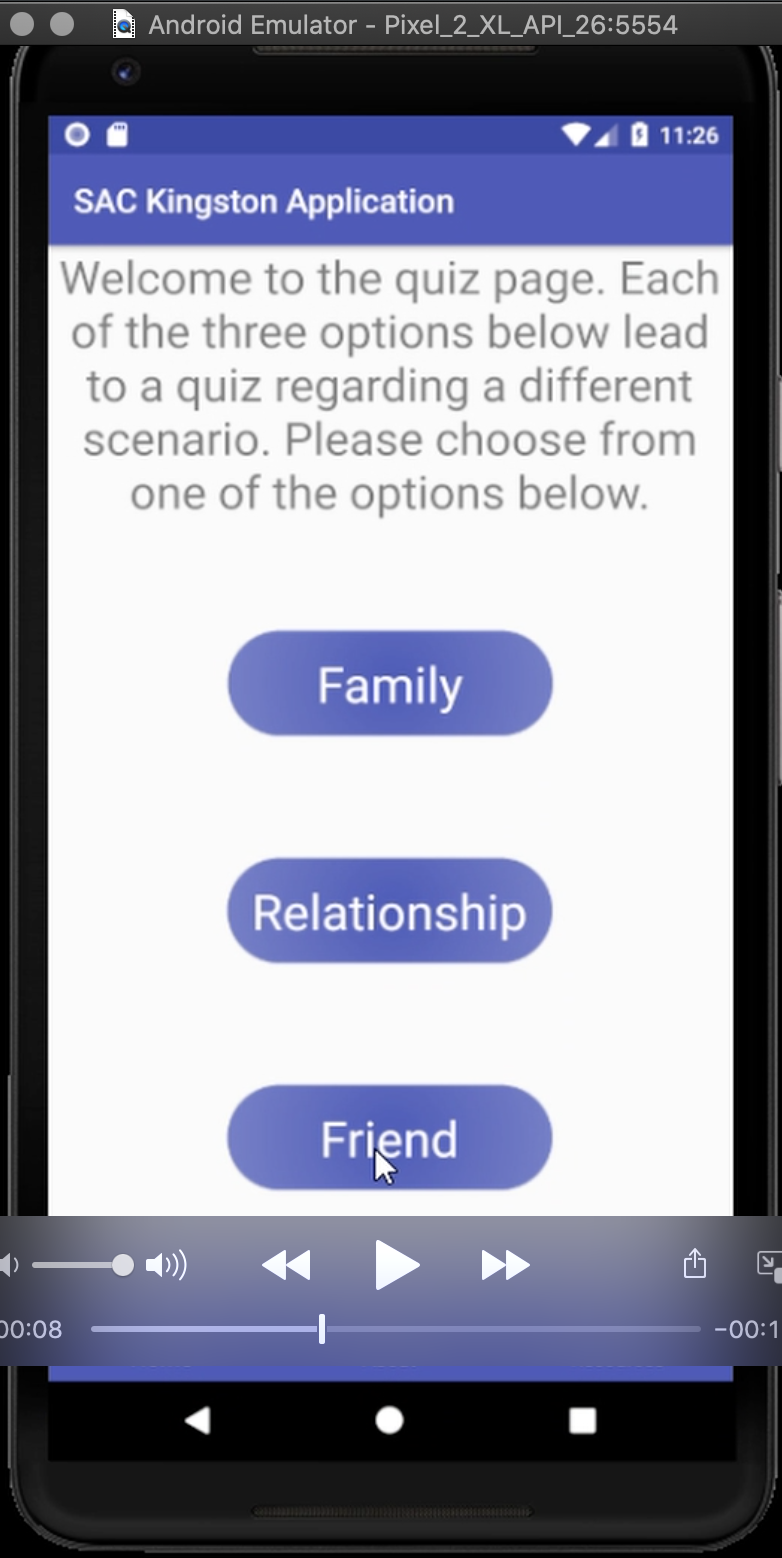 Android Emulator - Pixel_2_XL_API_26:5554
11:26
SAC Kingston Application
Welcome to the quiz page. Each
of the three options below lead
to a quiz regarding a different
scenario. Please choose from
one of the options below.
Family
Relationship
Friend
00:08